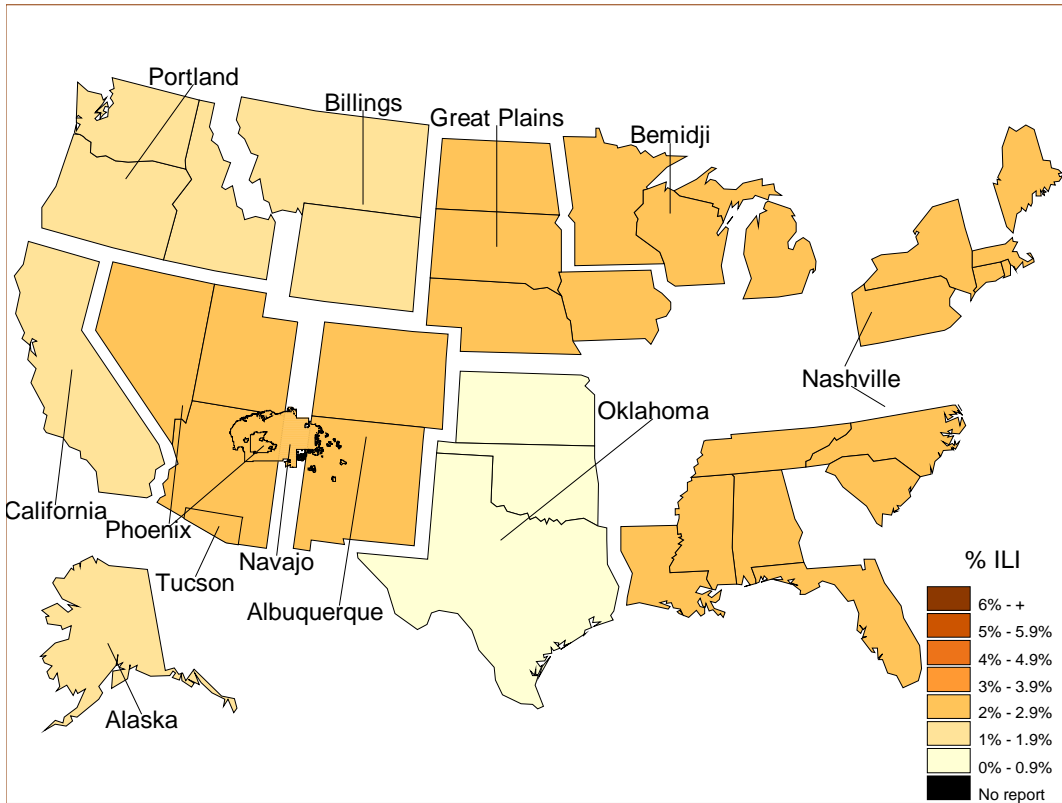 Portland
Billings
Great Plains
Bemidji
Nashville
Oklahoma
California
Phoenix
Tucson
Navajo
Albuquerque
Alaska
% ILI
6% - +
5% - 5.9%
4% - 4.9%
3% - 3.9%
2% - 2.9%
1% - 1.9%
0% - 0.9%
No report